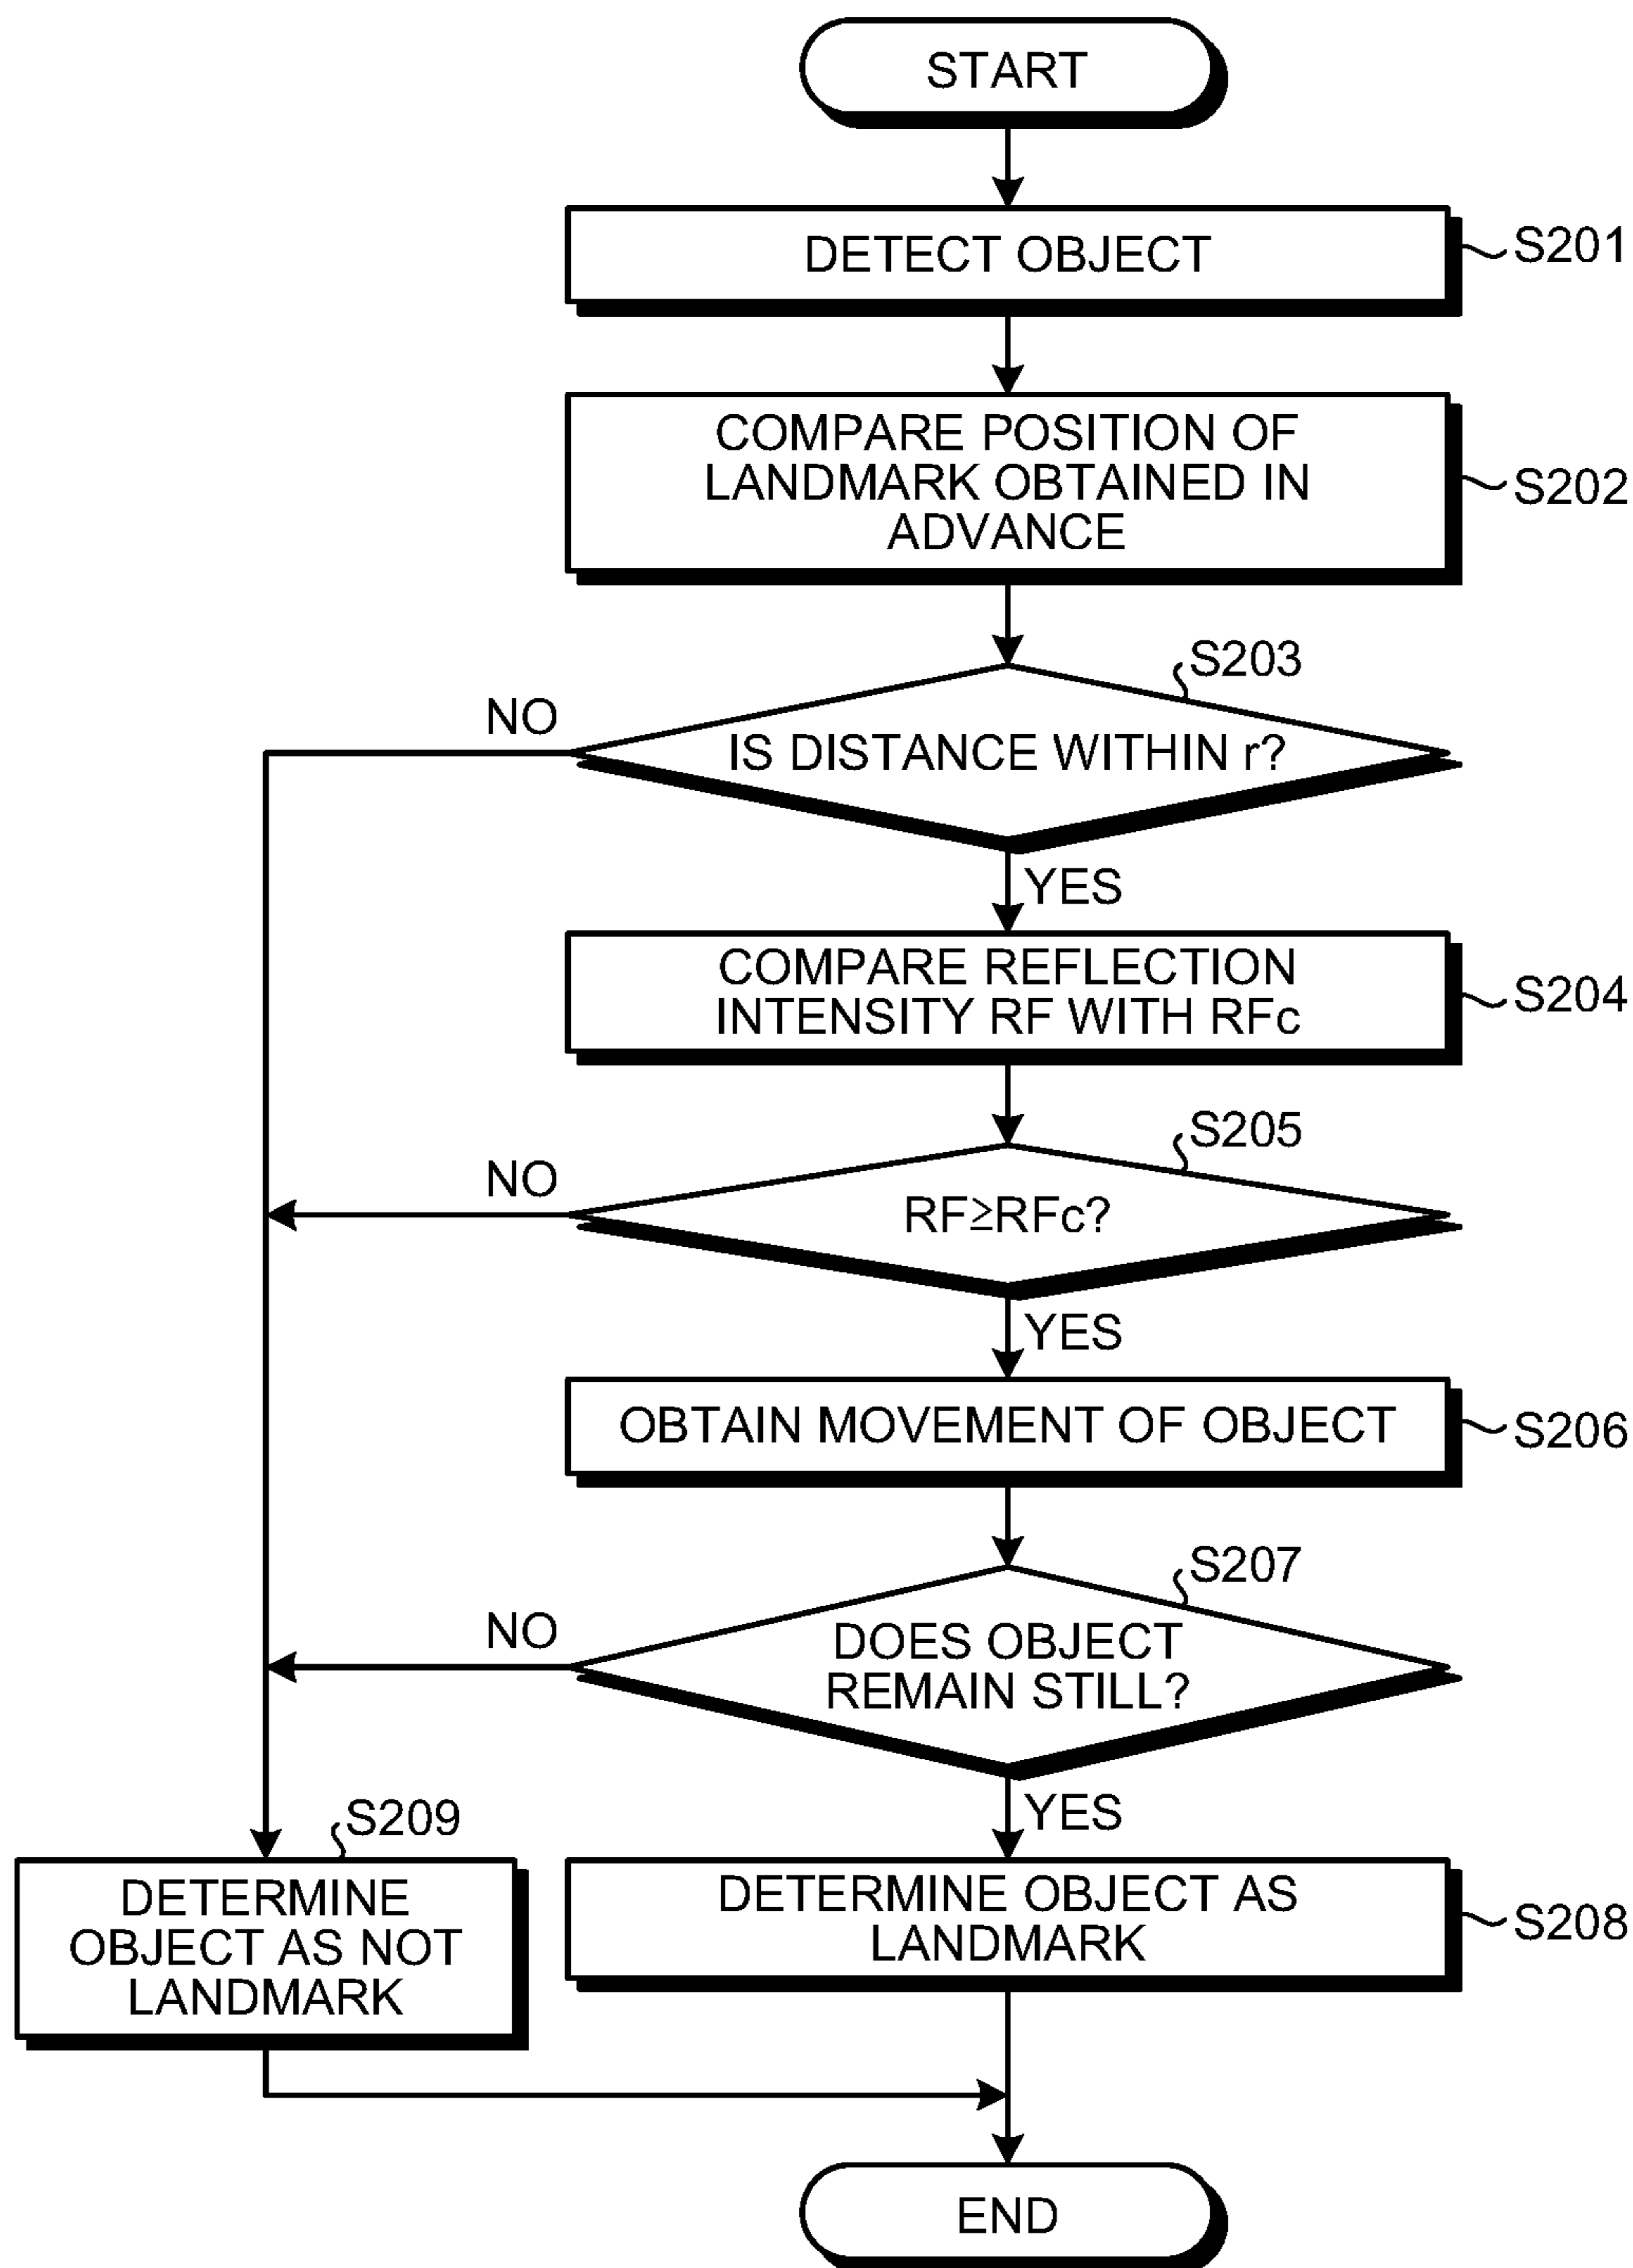 START
DETECT OBJECT
S201
COMPARE POSITION OF
LANDMARK OBTAINED IN
ADVANCE
S202
S203
NO
IS DISTANCE WITHIN r?
YES
COMPARE REFLECTION
INTENSITY RF WITH RFc
S204
S205
NO
RF≥RFc?
YES
OBTAIN MOVEMENT OF OBJECT
S206
S207
NO
DOES OBJECT
REMAIN STILL?
YES
S209
DETERMINE
OBJECT AS NOT
LANDMARK
DETERMINE OBJECT AS
LANDMARK
S208
END